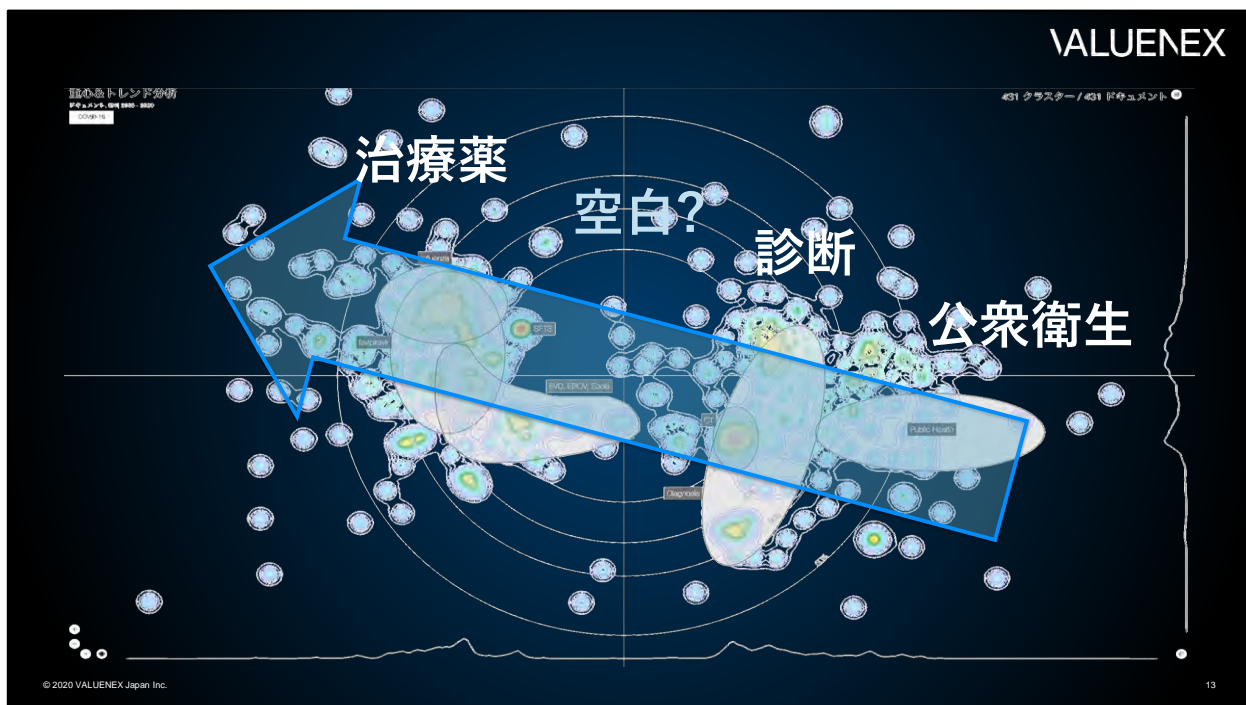 VALUENEX
重心&トレンド分析
431 クラスター / 431 ドキュメント
COVID-19
治療薬
空白?
診断
公衆衛生
SFTS
favipiravir
EVD, EBOV, Ebola
CT
Public Health
Diagnosis
© 2020 VALUENEX Japan Inc.
13